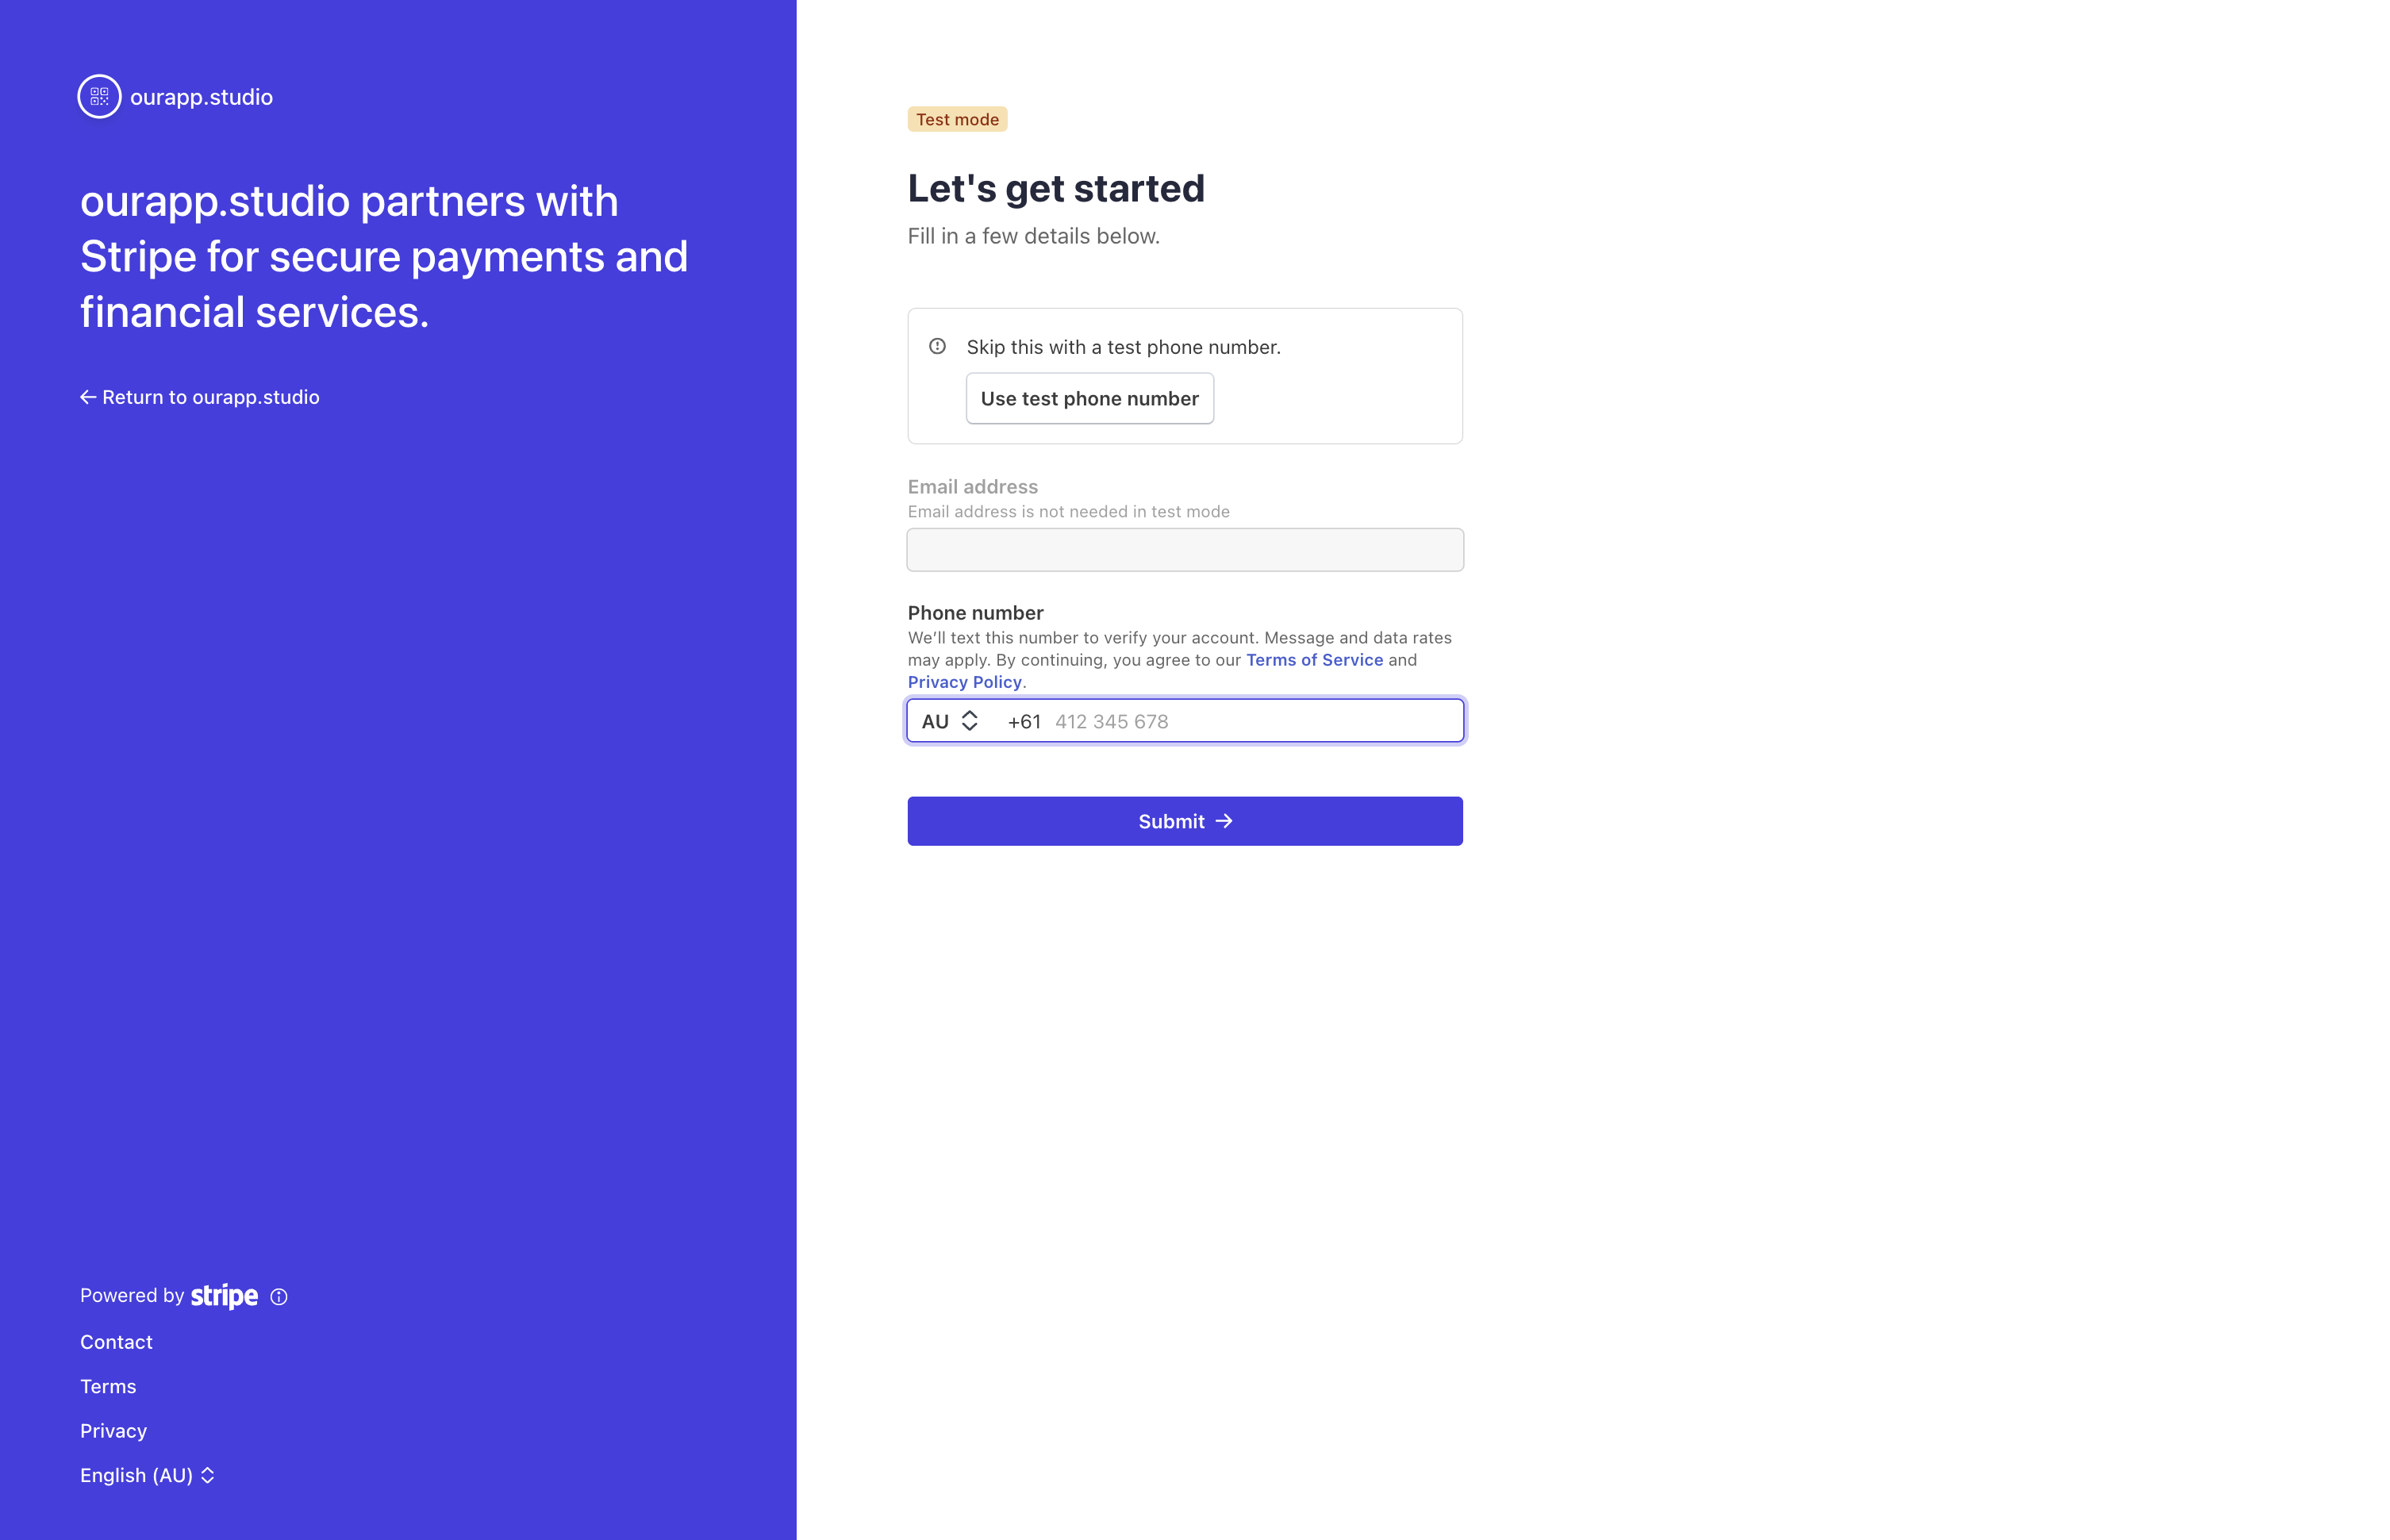 ourapp.studio
ourapp.studio partners with
Stripe for secure payments and
financial services.
Return to ourapp.studio
Powered by stripe
Contact
Terms
Privacy
English (AU)
Test mode
Let's get started
Fill in a few details below.
Skip this with a test phone number.
Use test phone number
Email address
Email address is not needed in test mode
Phone number
We’ll text this number to verify your account. Message and data rates
may apply. By continuing, you agree to our Terms of Service and
Privacy Policy.
AU +61 412 345 678
Submit